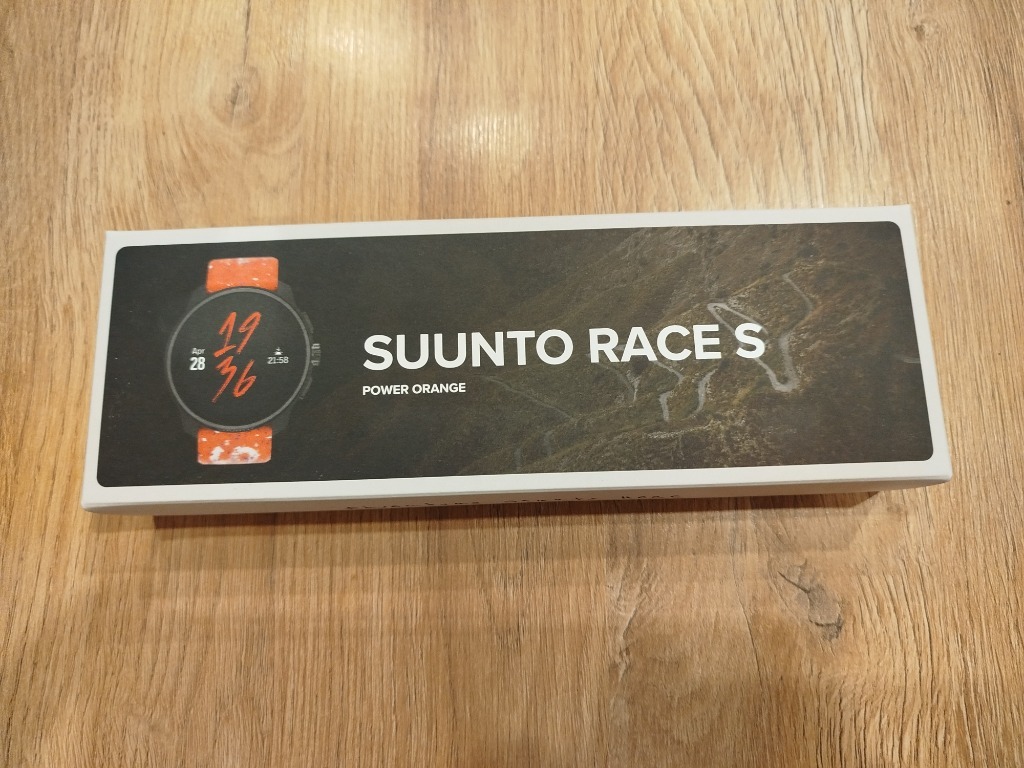 19
Apr
28
21:58
36
SUUNTO RACE S
POWER ORANGE